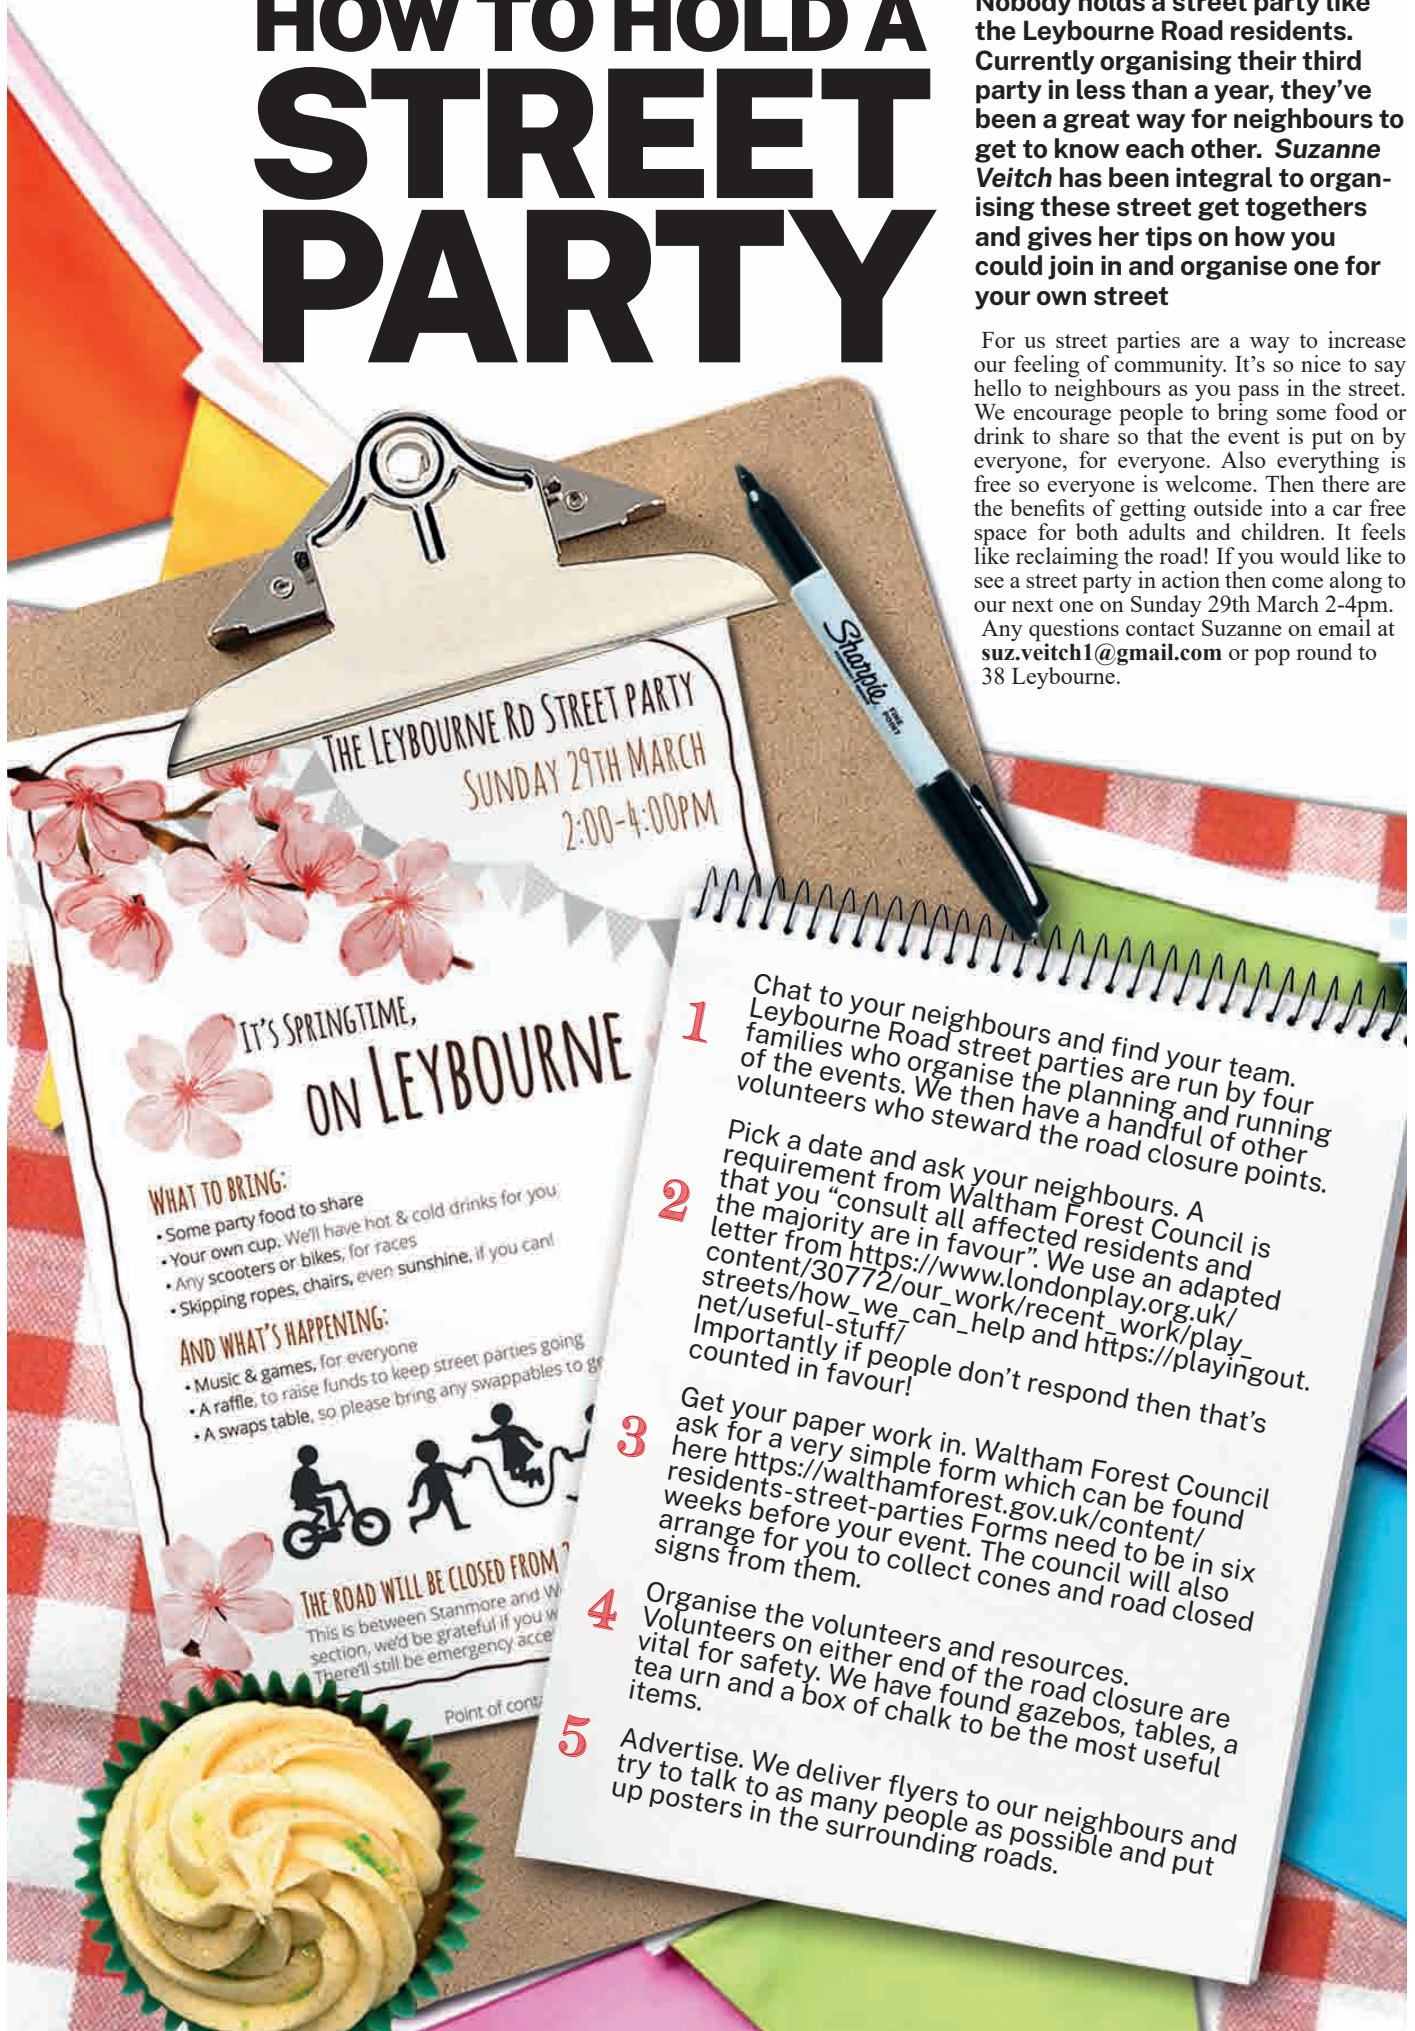 HOW TO HOLD A
STREET
PARTY
Nobody holds a street party like
the Leybourne Road residents.
Currently organising their third
party in less than a year, they've
been a great way for neighbours to
get to know each other. Suzanne
Veitch has been integral to organ-
ising these street get togethers
and gives her tips on how you
could join in and organise one for
your own street
For us street parties are a way to increase
our feeling of community. It's so nice to say
hello to neighbours as you pass in the street.
We encourage people to bring some food or
drink to share so that the event is put on by
everyone, for everyone. Also everything is
free so everyone is welcome. Then there are
the benefits of getting outside into a car free
space for both adults and children. It feels
like reclaiming the road! If you would like to
see a street party in action then come along to
our next one on Sunday 29th March 2-4pm.
Any questions contact Suzanne on email at
suz.veitch1@gmail.com or pop round to
38 Leybourne.
Sharpie
FINE
POINT
THE LEYBOURNE RD STREET PARTY
SUNDAY 29TH MARCH
2:00-4:00PM
IT'S SPRINGTIME,
ON LEYBOURNE
WHAT TO BRING:
• Some party food to share
• Your own cup. We'll have hot & cold drinks for you
• Any scooters or bikes, for races
• Skipping ropes, chairs, even sunshine, if you can!
AND WHAT'S HAPPENING:
• Music & games, for everyone
• A raffle, to raise funds to keep street parties going
• A swaps table, so please bring any swappables to
THE ROAD WILL BE CLOSED FROM
This is between Stanmore and
section, we'd be grateful if you
There'll still be emergency
Point of
1
Chat to your neighbours and find your team.
Leybourne Road street parties are run by four
families who organise the planning and running
of the events. We then have a handful of other
volunteers who steward the road closure points.
2
Pick a date and ask your neighbours. A
requirement from Waltham Forest Council is
that you "consult all affected residents and
the majority are in favour". We use an adapted
letter from https://www.londonplay.org.uk/
content/30772/our_work/recent_work/play_
streets/how_we_can_help and https://playingout.
net/useful-stuff/
Importantly if people don't respond then that's
counted in favour!
3
Get your paper work in. Waltham Forest Council
ask for a very simple form which can be found
here https://walthamforest.gov.uk/content/
residents-street-parties Forms need to be in six
weeks before your event. The council will also
arrange for you to collect cones and road closed
signs from them.
4
Organise the volunteers and resources.
Volunteers on either end of the road closure are
vital for safety. We have found gazebos, tables, a
tea urn and a box of chalk to be the most useful
items.
5
Advertise. We deliver flyers to our neighbours and
try to talk to as many people as possible and put
up posters in the surrounding roads.